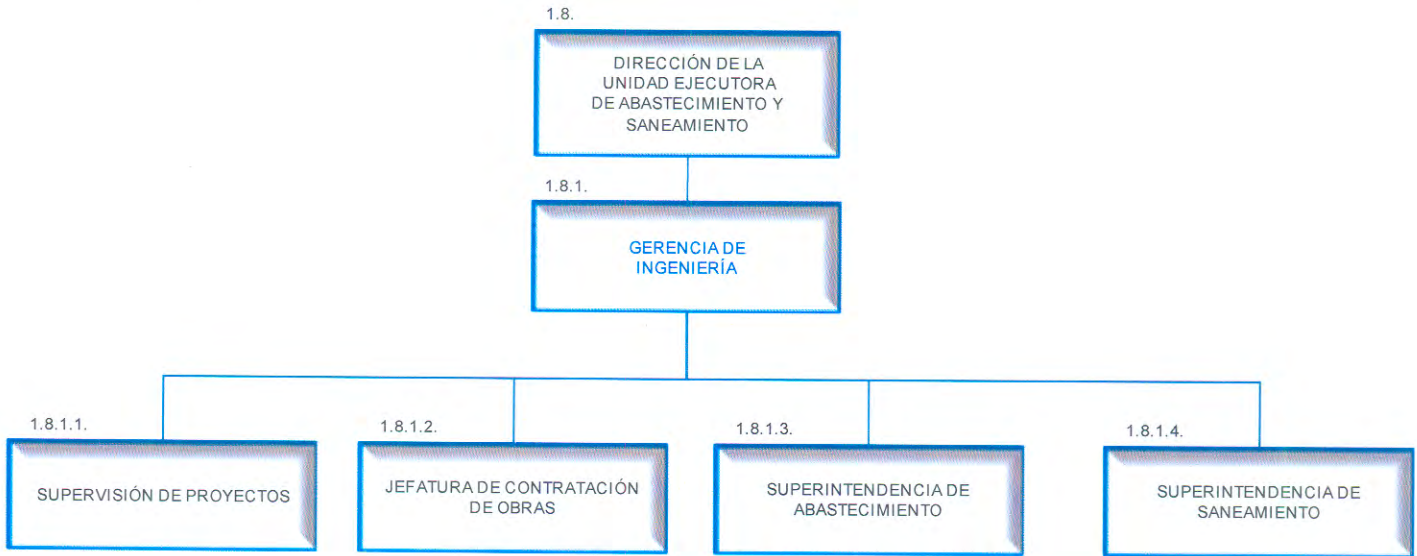 1.8.
DIRECCIÓN DE LA
UNIDAD EJECUTORA
DE ABASTECIMIENTO Y
SANEAMIENTO
1.8.1.
GERENCIA DE
INGENIERÍA
1.8.1.1.
SUPERVISIÓN DE PROYECTOS
1.8.1.2.
JEFATURA DE CONTRATACIÓN
DE OBRAS
1.8.1.3.
SUPERINTENDENCIA DE
ABASTECIMIENTO
1.8.1.4.
SUPERINTENDENCIA DE
SANEAMIENTO